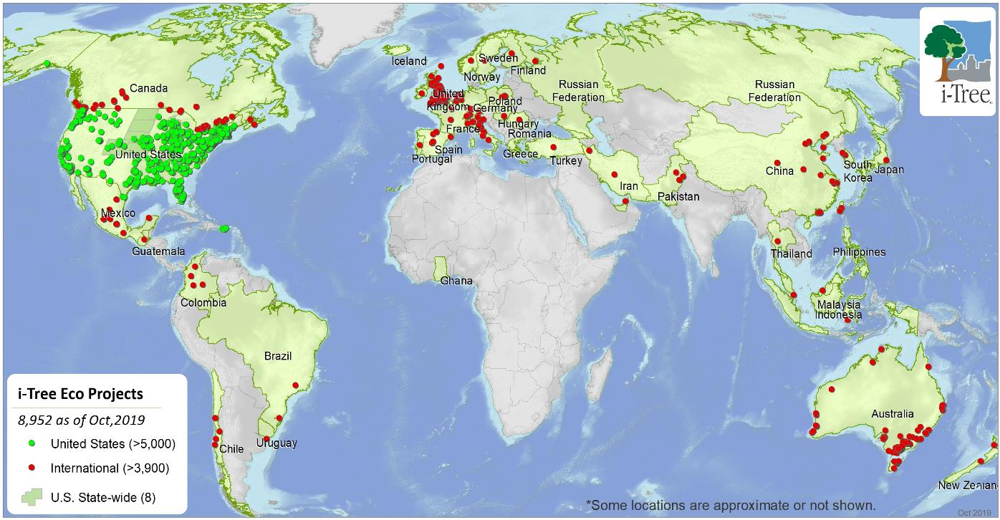 Iceland
Sweden
Norway
Finland
Russian
Federation
Russian
Federation
i-Tree
Canada
United
Kingdom
Poland
Germany
Hungary
Romania
France
United States
Spain
Portugal
Greece
Turkey
China
South
Korea
Japan
Iran
Pakistan
Mexico
Guatemala
Thailand
Philippines
Ghana
Colombia
Malaysia
Indonesia
Brazil
Australia
Chile
Uruguay
New Zealan
i-Tree Eco Projects
8,952 as of Oct,2019
United States (>5,000)
International (>3,900)
U.S. State-wide (8)
*Some locations are approximate or not shown.
Oct 2019